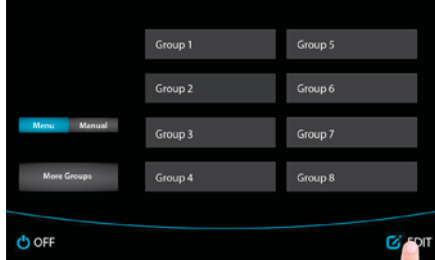 Group 1
Group 5
Group 2
Group 6
Menu
Manual
Group 3
Group 7
More Groups
Group 4
Group 8
OFF
EDIT